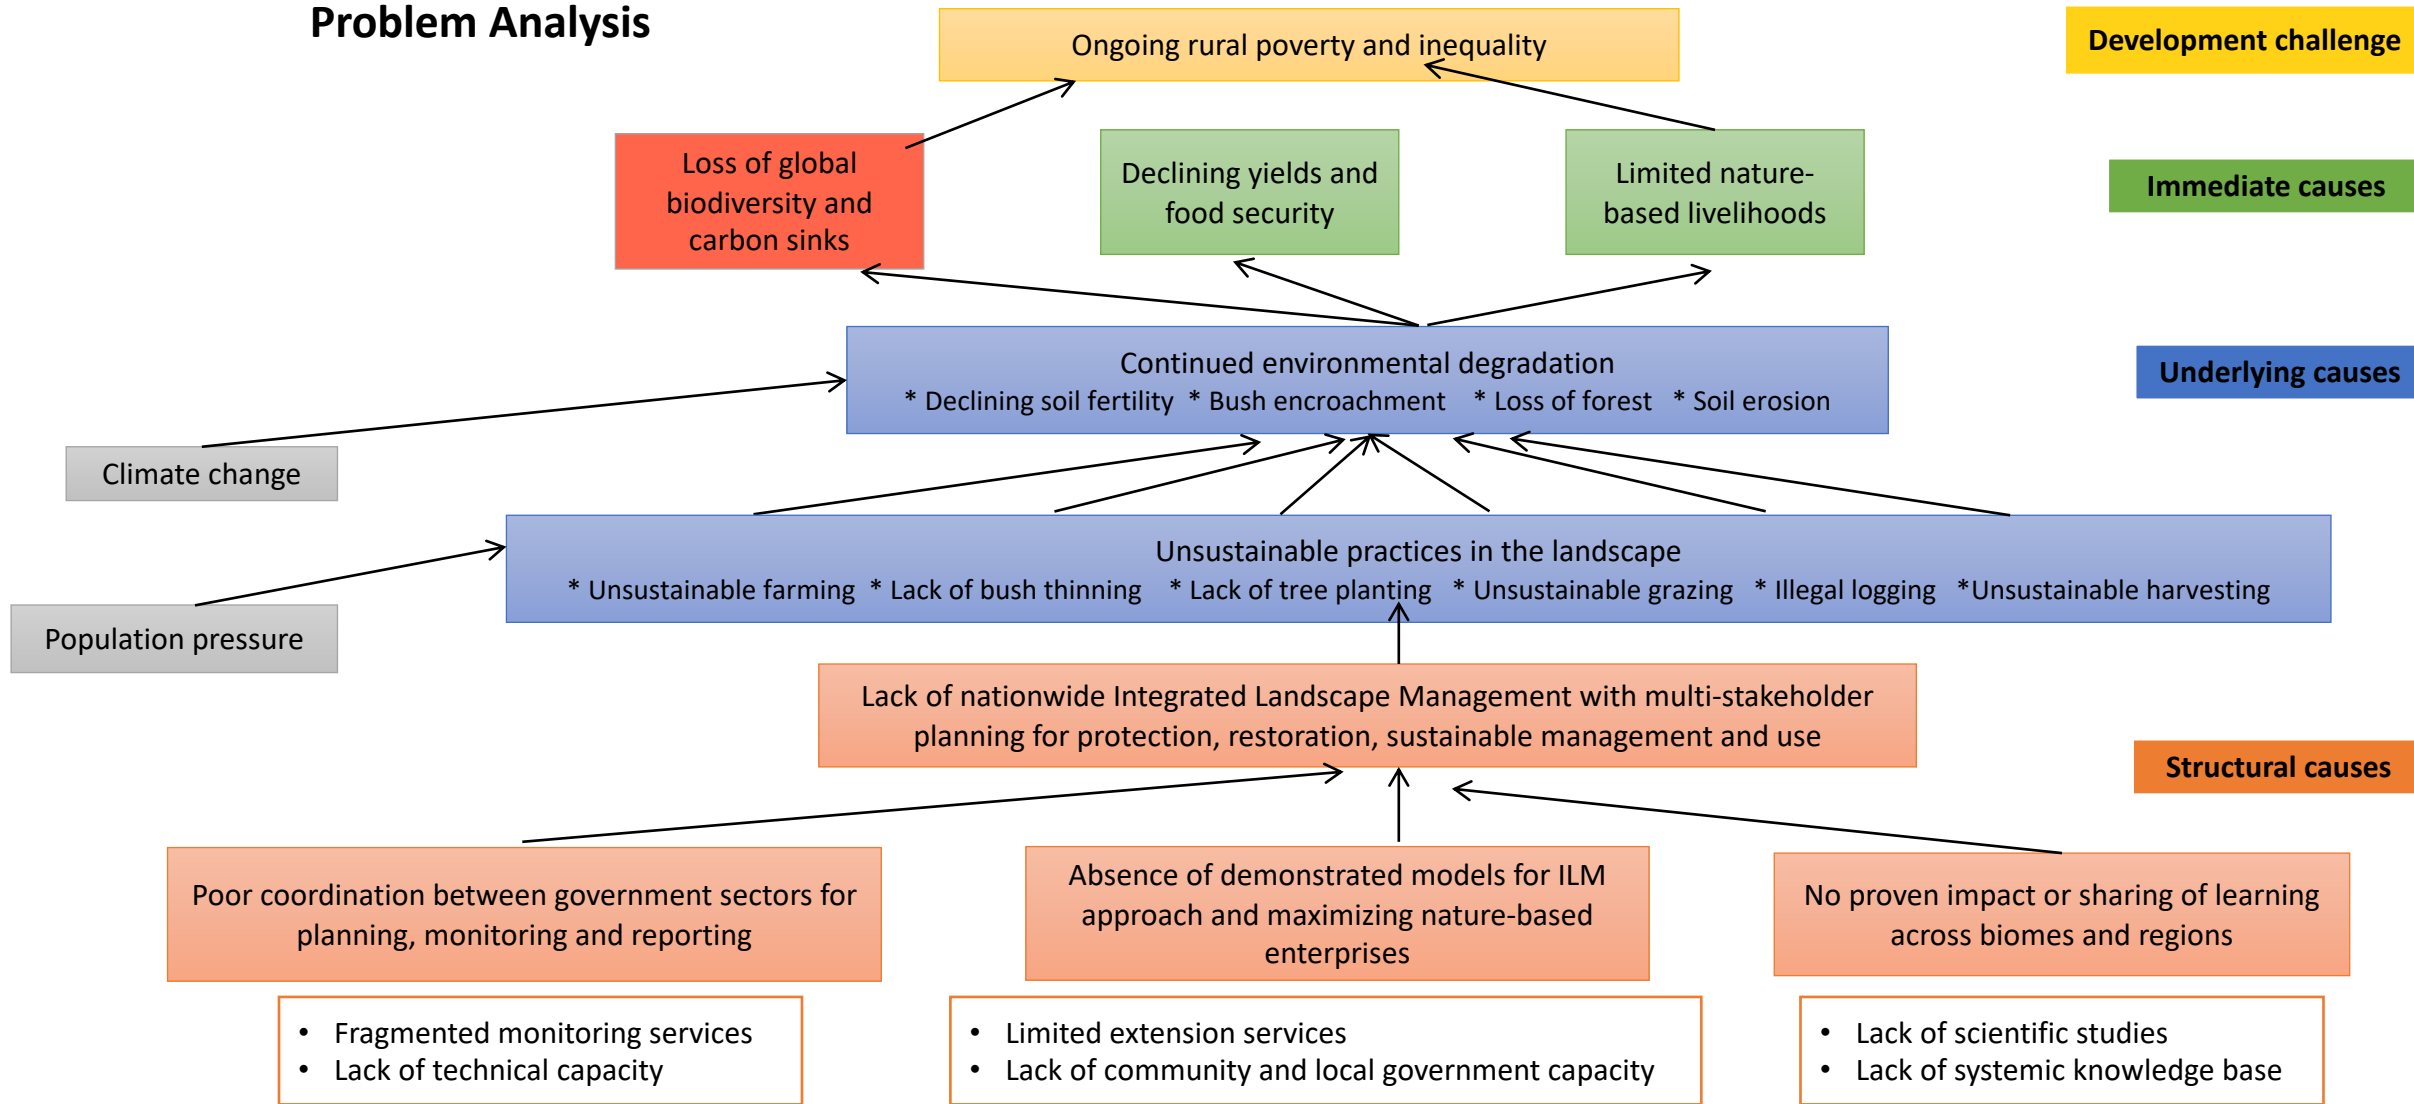 Problem Analysis
Ongoing rural poverty and inequality
Development challenge
Loss of global
biodiversity and
carbon sinks
Declining yields and
food security
Limited nature-
based livelihoods
Immediate causes
Continued environmental degradation
* Declining soil fertility * Bush encroachment * Loss of forest * Soil erosion
Underlying causes
Climate change
Unsustainable practices in the landscape
* Unsustainable farming * Lack of bush thinning * Lack of tree planting * Unsustainable grazing * Illegal logging *Unsustainable harvesting
Population pressure
Lack of nationwide Integrated Landscape Management with multi-stakeholder
planning for protection, restoration, sustainable management and use
Structural causes
Poor coordination between government sectors for
planning, monitoring and reporting
Absence of demonstrated models for ILM
approach and maximizing nature-based
enterprises
No proven impact or sharing of learning
across biomes and regions
• Fragmented monitoring services
• Lack of technical capacity
• Limited extension services
• Lack of community and local government capacity
• Lack of scientific studies
• Lack of systemic knowledge base